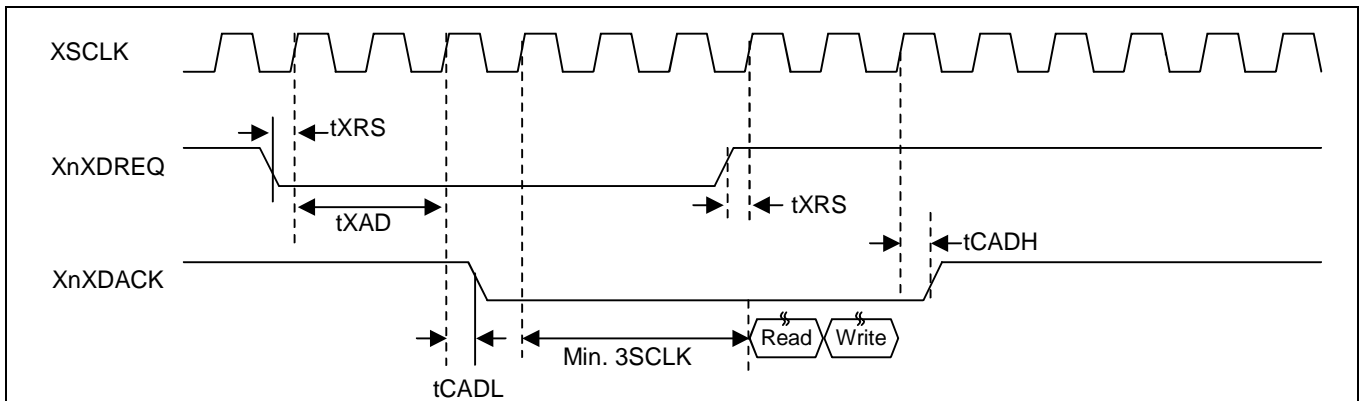 XSCLK
tXRS
XnXDREQ
tXRS
tXAD
tCADH
XnXDACK
Read Write
Min. 3SCLK
tCADL